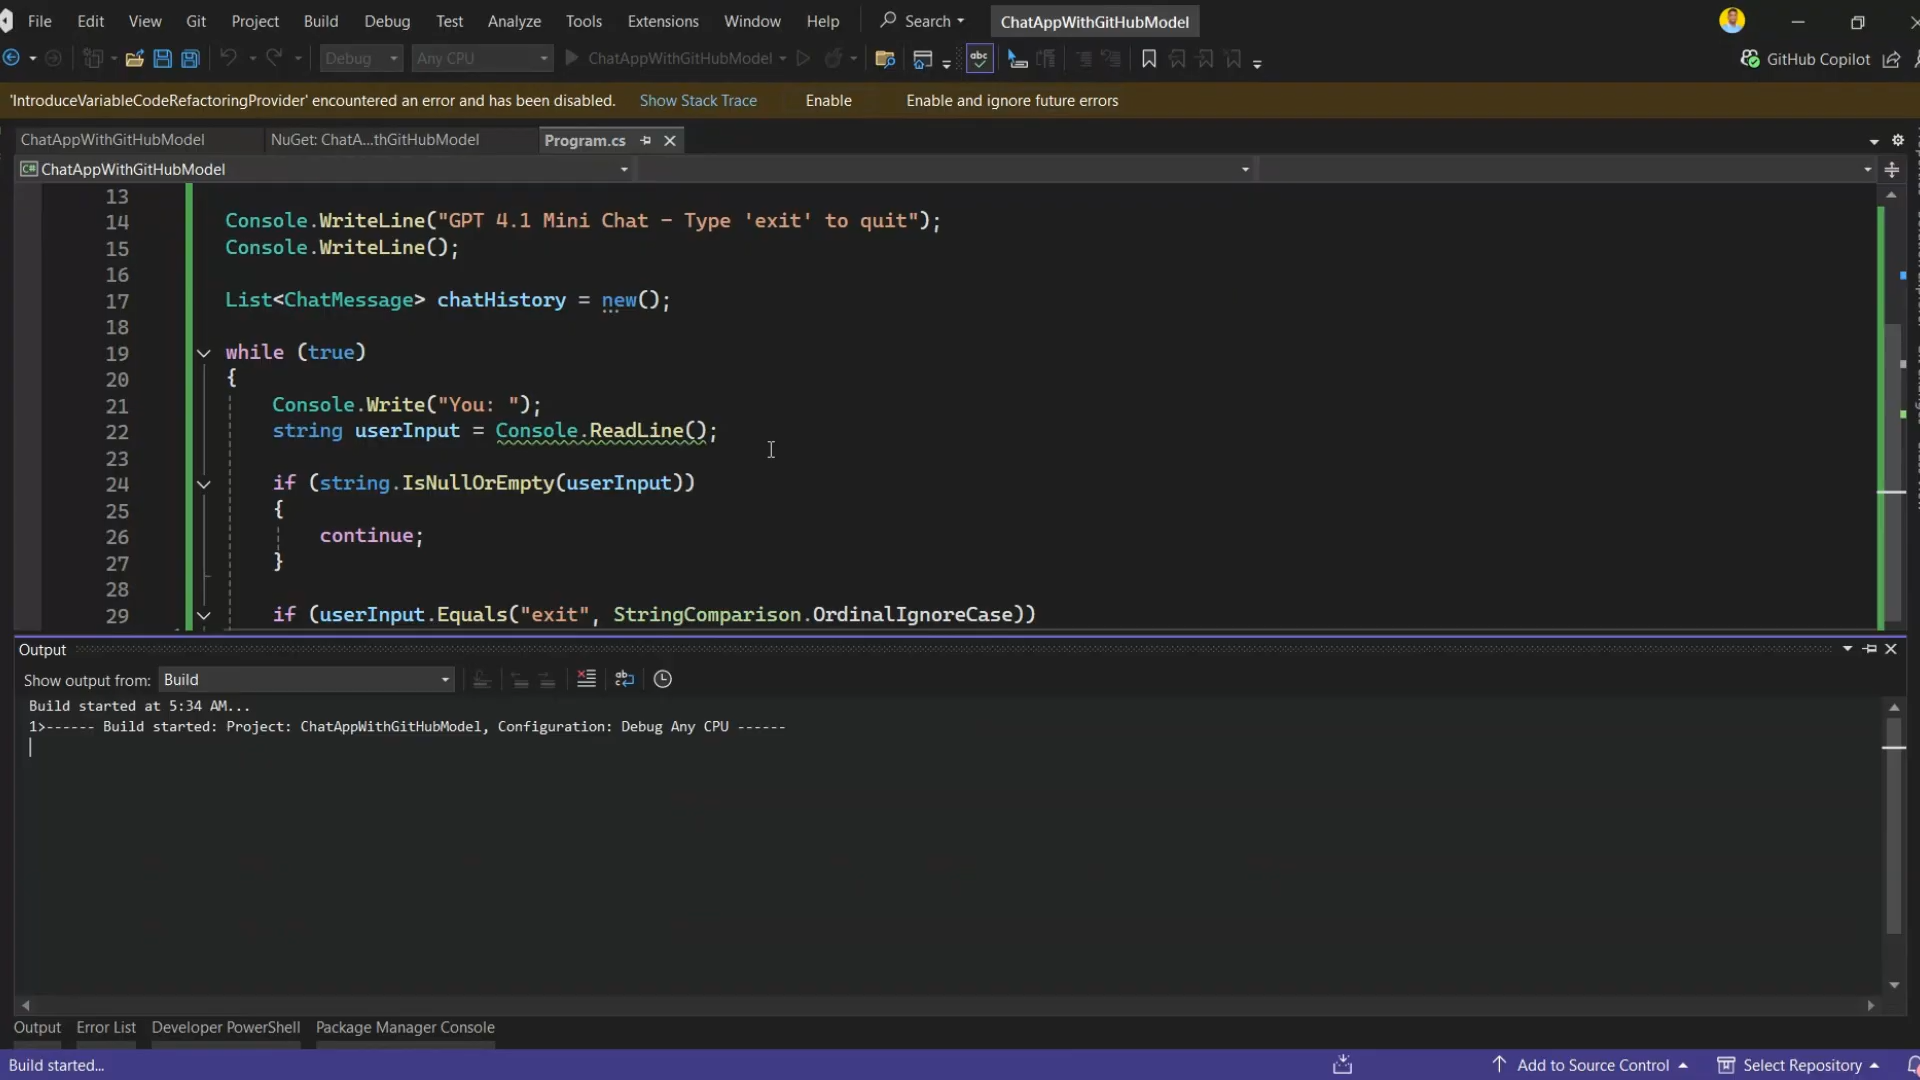 File Edit View Git Project Build Debug Test Analyze Tools Extensions Window Help Search ChatAppWithGitHubModel
Debug Any CPU ChatAppWithGitHubModel GitHub Copilot
'IntroduceVariableCodeRefactoringProvider' encountered an error and has been disabled. Show Stack Trace Enable Enable and ignore future errors
ChatAppWithGitHubModel NuGet: ChatA...thGitHubModel Program.cs
C# ChatAppWithGitHubModel
13
14 Console.WriteLine("GPT 4.1 Mini Chat - Type 'exit' to quit");
15 Console.WriteLine();
16
17 List<ChatMessage> chatHistory = new();
18
19 while (true)
20 {
21 Console.Write("You: ");
22 string userInput = Console.ReadLine();
23
24 if (string.IsNullOrEmpty(userInput))
25 {
26 continue;
27 }
28
29 if (userInput.Equals("exit", StringComparison.OrdinalIgnoreCase))
Output
Show output from: Build
Build started at 5:34 AM...
1>------ Build started: Project: ChatAppWithGitHubModel, Configuration: Debug Any CPU ------
Output Error List Developer PowerShell Package Manager Console
Build started... Add to Source Control Select Repository